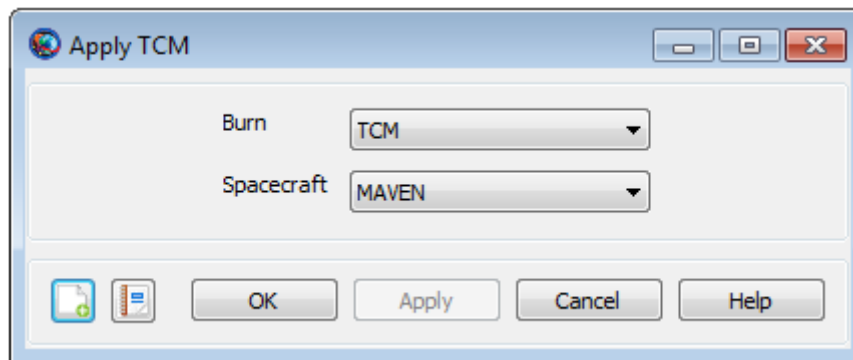 Apply TCM
Burn TCM
Spacecraft MAVEN
OK Apply Cancel Help